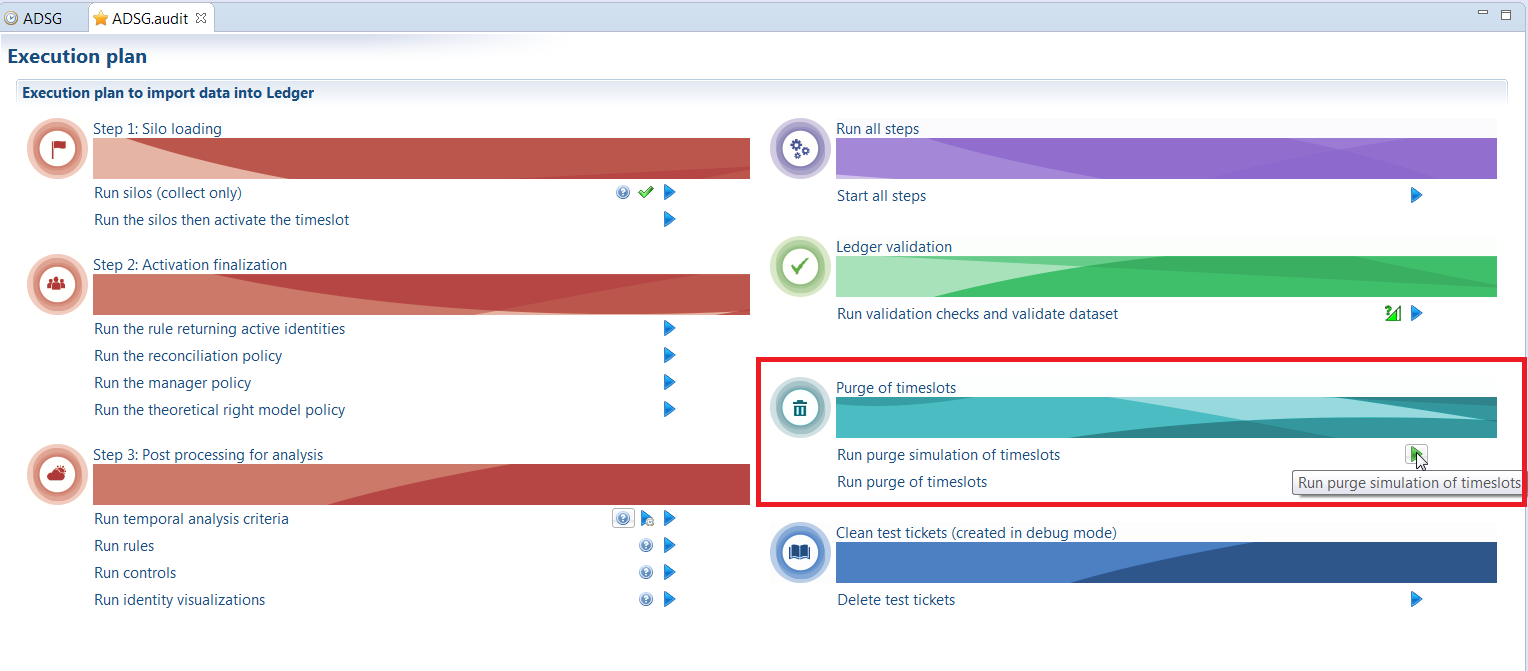 ADSG
ADSG.audit
Execution plan
Execution plan to import data into Ledger
Step 1: Silo loading
Run silos (collect only)
Run the silos then activate the timeslot
Step 2: Activation finalization
Run the rule returning active identities
Run the reconciliation policy
Run the manager policy
Run the theoretical right model policy
Step 3: Post processing for analysis
Run temporal analysis criteria
Run rules
Run controls
Run identity visualizations
Run all steps
Start all steps
Ledger validation
Run validation checks and validate dataset
Purge of timeslots
Run purge simulation of timeslots
Run purge of timeslots
Run purge simulation of timeslots
Clean test tickets (created in debug mode)
Delete test tickets